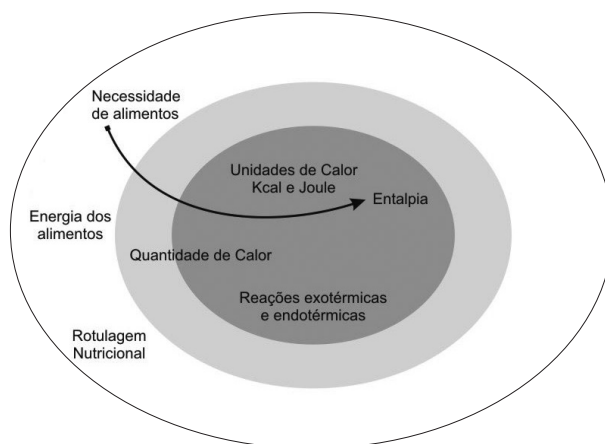 Necessidade
de alimentos
Unidades de Calor
Kcal e Joule
Entalpia
Energia dos
alimentos
Quantidade de Calor
Reações exotérmicas
e endotérmicas
Rotulagem
Nutricional